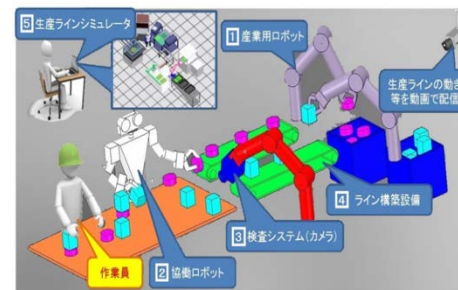 5 生産ラインシミュレータ
1 産業用ロボット
生産ラインの動き
等を動画で配信
4 ライン構築設備
3 検査システム(カメラ)
作業員
2 協働ロボット